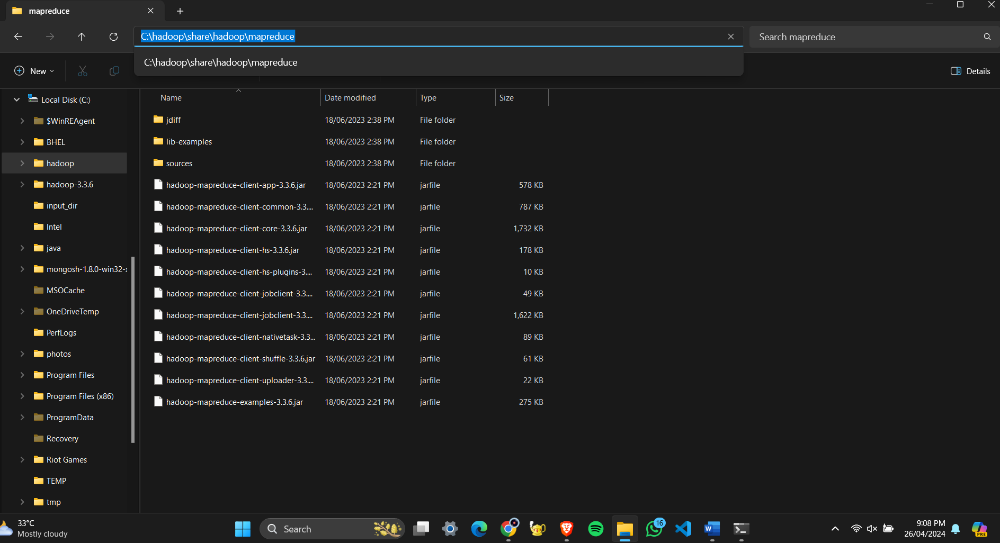 mapreduce
C:\hadoop\share\hadoop\mapreduce
Search mapreduce
C:\hadoop\share\hadoop\mapreduce
New
Details
Local Disk (C:)
$WinREAgent
BHEL
hadoop
hadoop-3.3.6
input_dir
Intel
java
mongosh-1.8.0-win32-x
MSOCache
OneDriveTemp
PerfLogs
photos
Program Files
Program Files (x86)
ProgramData
Recovery
Riot Games
TEMP
tmp
Name Date modified Type Size
jdiff 18/06/2023 2:38 PM File folder
lib-examples 18/06/2023 2:38 PM File folder
sources 18/06/2023 2:38 PM File folder
hadoop-mapreduce-client-app-3.3.6.jar 18/06/2023 2:21 PM jarfile 578 KB
hadoop-mapreduce-client-common-3.3.... 18/06/2023 2:21 PM jarfile 787 KB
hadoop-mapreduce-client-core-3.3.6.jar 18/06/2023 2:21 PM jarfile 1,732 KB
hadoop-mapreduce-client-hs-3.3.6.jar 18/06/2023 2:21 PM jarfile 178 KB
hadoop-mapreduce-client-hs-plugins-3.... 18/06/2023 2:21 PM jarfile 10 KB
hadoop-mapreduce-client-jobclient-3.3.... 18/06/2023 2:21 PM jarfile 49 KB
hadoop-mapreduce-client-jobclient-3.3.... 18/06/2023 2:21 PM jarfile 1,622 KB
hadoop-mapreduce-client-nativetask-3.3... 18/06/2023 2:21 PM jarfile 89 KB
hadoop-mapreduce-client-shuffle-3.3.6.jar 18/06/2023 2:21 PM jarfile 61 KB
hadoop-mapreduce-client-uploader-3.3.... 18/06/2023 2:21 PM jarfile 22 KB
hadoop-mapreduce-examples-3.3.6.jar 18/06/2023 2:21 PM jarfile 275 KB
33°C
Mostly cloudy
Search
16
W
9:08 PM
26/04/2024
PRE